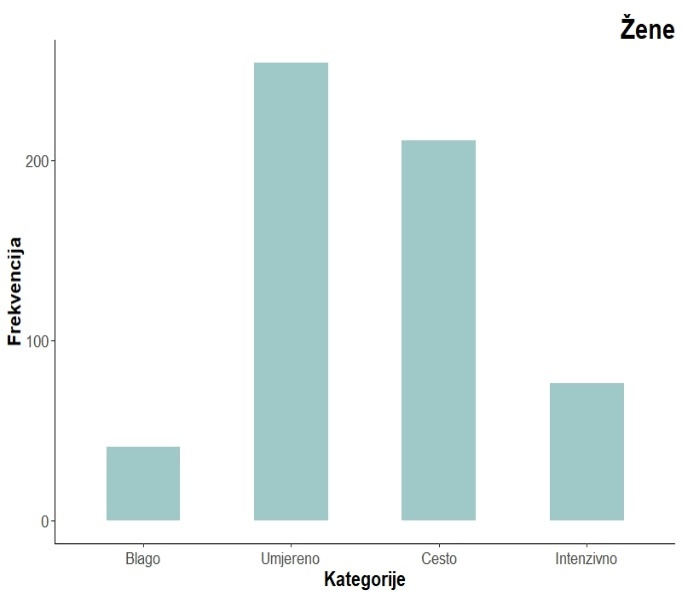 Žene
Frekvencija
200
100
0
Blago Umjereno Cesto Intenzivno
Kategorije